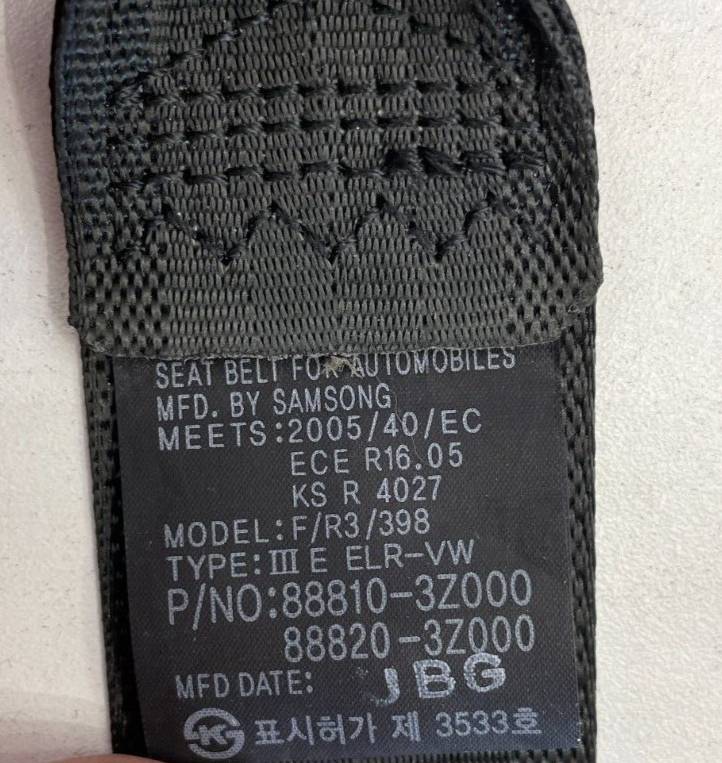 SEAT BELT FOR AUTOMOBILES
MFD. BY SAMSONG
MEETS:2005/40/EC
ECE R16.05
KS R 4027
MODEL:F/R3/398
TYPE:Ⅲ E ELR-VW
P/NO:88810-3Z000
88820-3Z000
MFD DATE: JBG
KS 표시허가 제 3533호